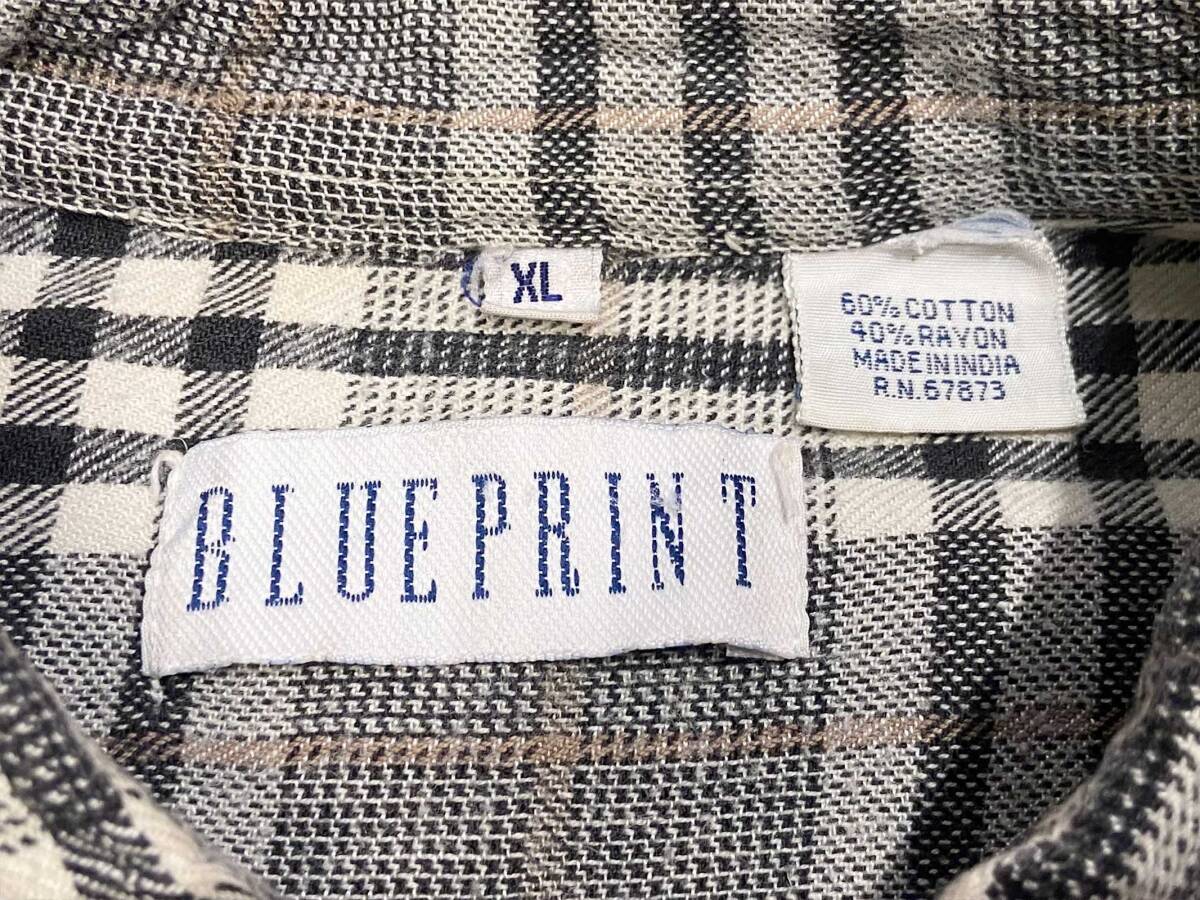 XL
60% COTTON
40% RAYON
MADE IN INDIA
R.N. 67873
BLUEPRINT